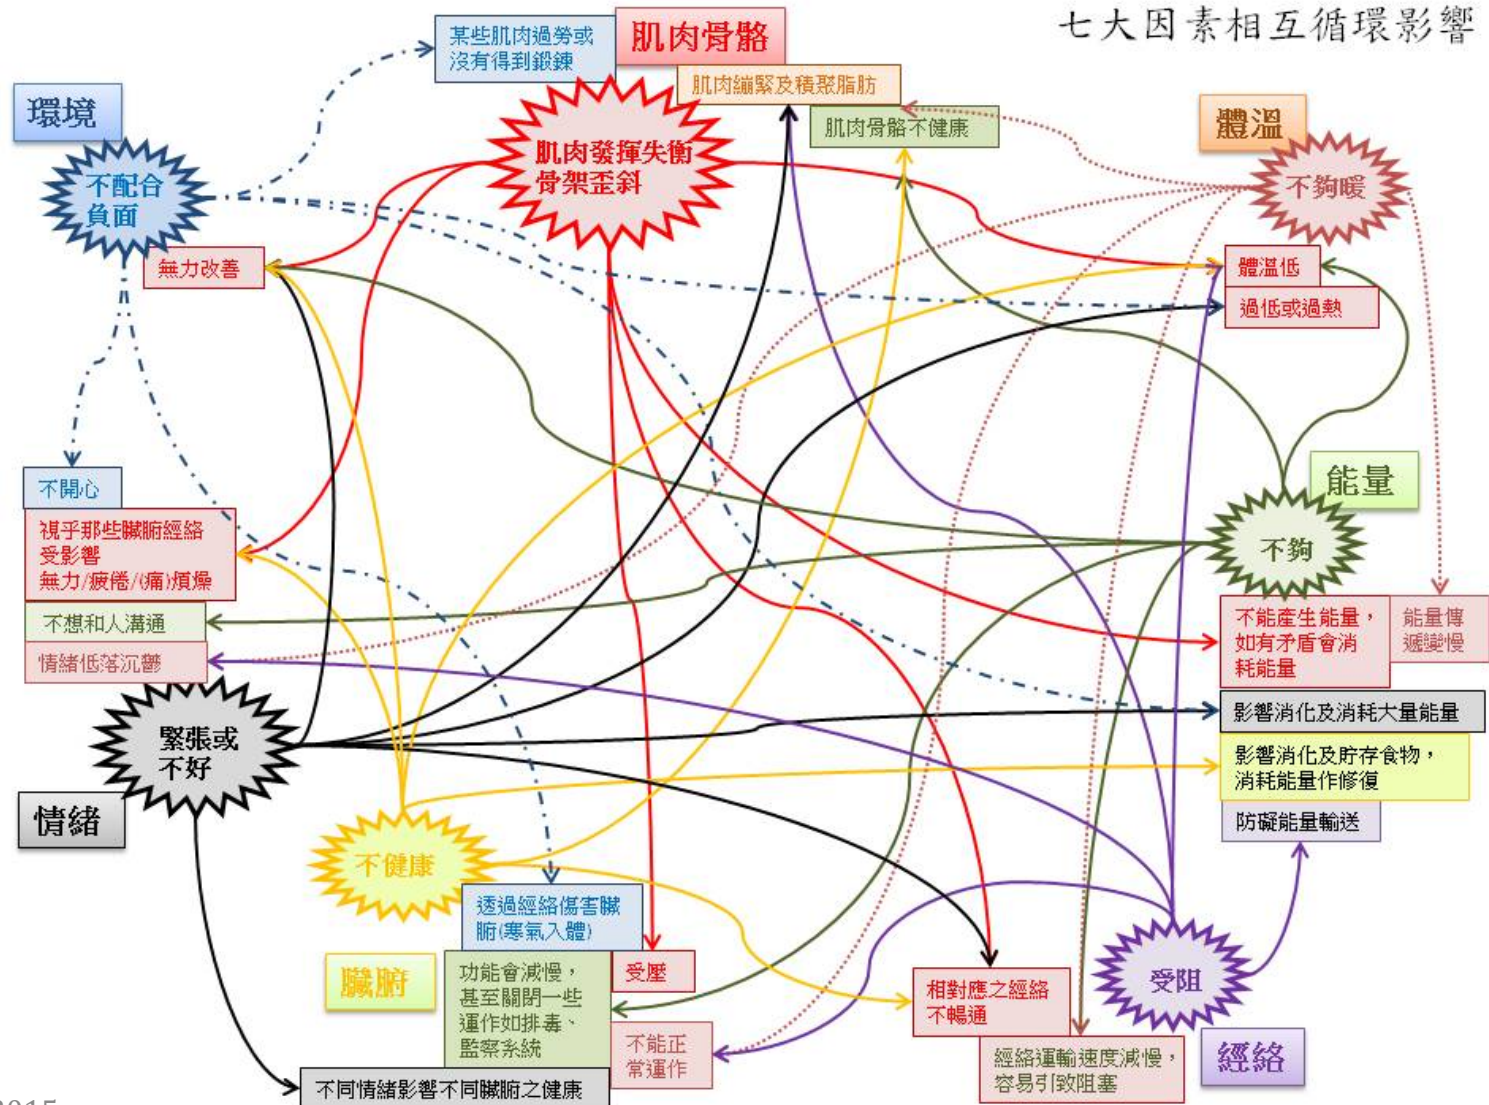 七大因素相互循環影響
某些肌肉過勞或
沒有得到鍛鍊
肌肉骨骼
肌肉繃緊及積聚脂肪
肌肉骨骼不健康
肌肉發揮失衡
骨架歪斜
環境
不配合
負面
無力改善
體溫
不夠暖
體溫低
過低或過熱
不開心
視乎那些臟腑經絡
受影響
無力/疲倦/(痛)煩燥
不想和人溝通
情緒低落沉鬱
緊張或
不好
情緒
能量
不夠
不能產生能量，
如有矛盾會消
耗能量
能量傳
遞變慢
影響消化及消耗大量能量
影響消化及貯存食物，
消耗能量作修復
防礙能量輸送
不健康
臟腑
透過經絡傷害臟
腑(寒氣入體)
功能會減慢，
甚至關閉一些
運作如排毒、
監察系統
受壓
不能正
常運作
不同情緒影響不同臟腑之健康
相對應之經絡
不暢通
經絡運輸速度減慢，
容易引致阻塞
受阻
經絡